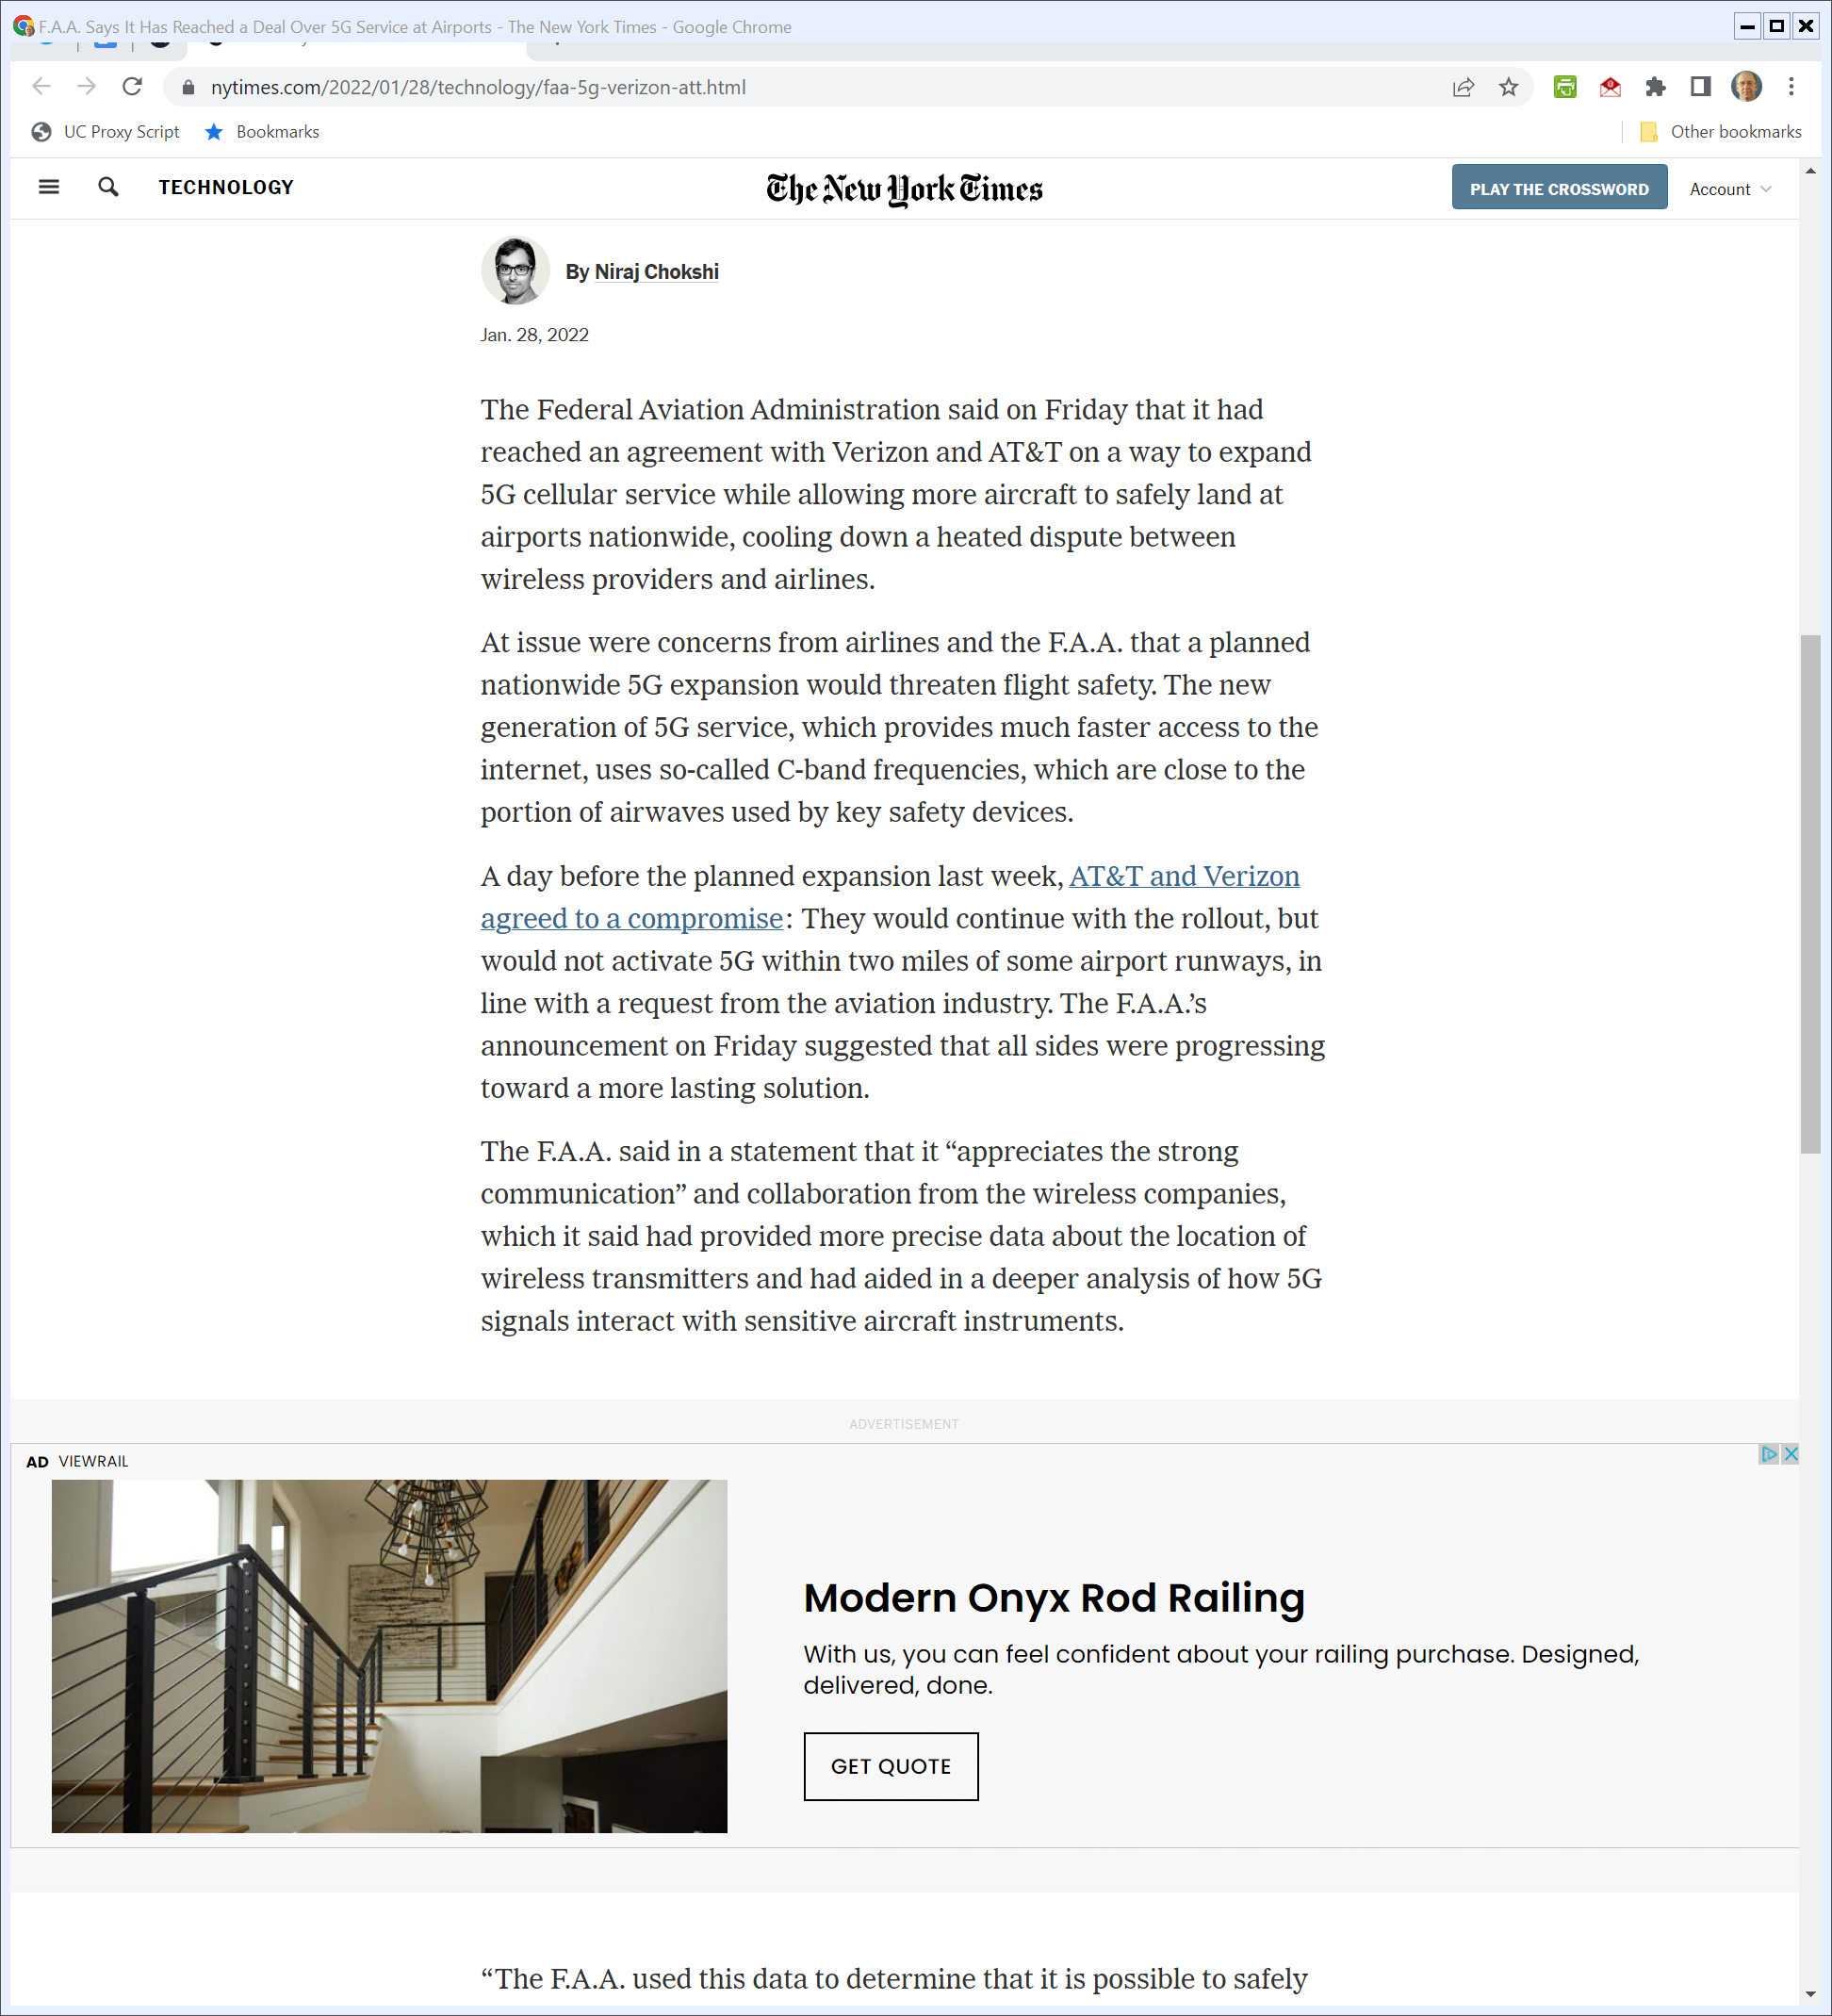 F.A.A. Says It Has Reached a Deal Over 5G Service at Airports - The New York Times - Google Chrome
nytimes.com/2022/01/28/technology/faa-5g-verizon-att.html
UC Proxy Script
Bookmarks
Other bookmarks
TECHNOLOGY
The New York Times
PLAY THE CROSSWORD
Account
By Niraj Chokshi
Jan. 28, 2022
The Federal Aviation Administration said on Friday that it had
reached an agreement with Verizon and AT&T on a way to expand
5G cellular service while allowing more aircraft to safely land at
airports nationwide, cooling down a heated dispute between
wireless providers and airlines.
At issue were concerns from airlines and the F.A.A. that a planned
nationwide 5G expansion would threaten flight safety. The new
generation of 5G service, which provides much faster access to the
internet, uses so-called C-band frequencies, which are close to the
portion of airwaves used by key safety devices.
A day before the planned expansion last week, AT&T and Verizon
agreed to a compromise: They would continue with the rollout, but
would not activate 5G within two miles of some airport runways, in
line with a request from the aviation industry. The F.A.A.’s
announcement on Friday suggested that all sides were progressing
toward a more lasting solution.
The F.A.A. said in a statement that it “appreciates the strong
communication” and collaboration from the wireless companies,
which it said had provided more precise data about the location of
wireless transmitters and had aided in a deeper analysis of how 5G
signals interact with sensitive aircraft instruments.
ADVERTISEMENT
AD VIEWRAIL
Modern Onyx Rod Railing
With us, you can feel confident about your railing purchase. Designed,
delivered, done.
GET QUOTE
“The F.A.A. used this data to determine that it is possible to safely